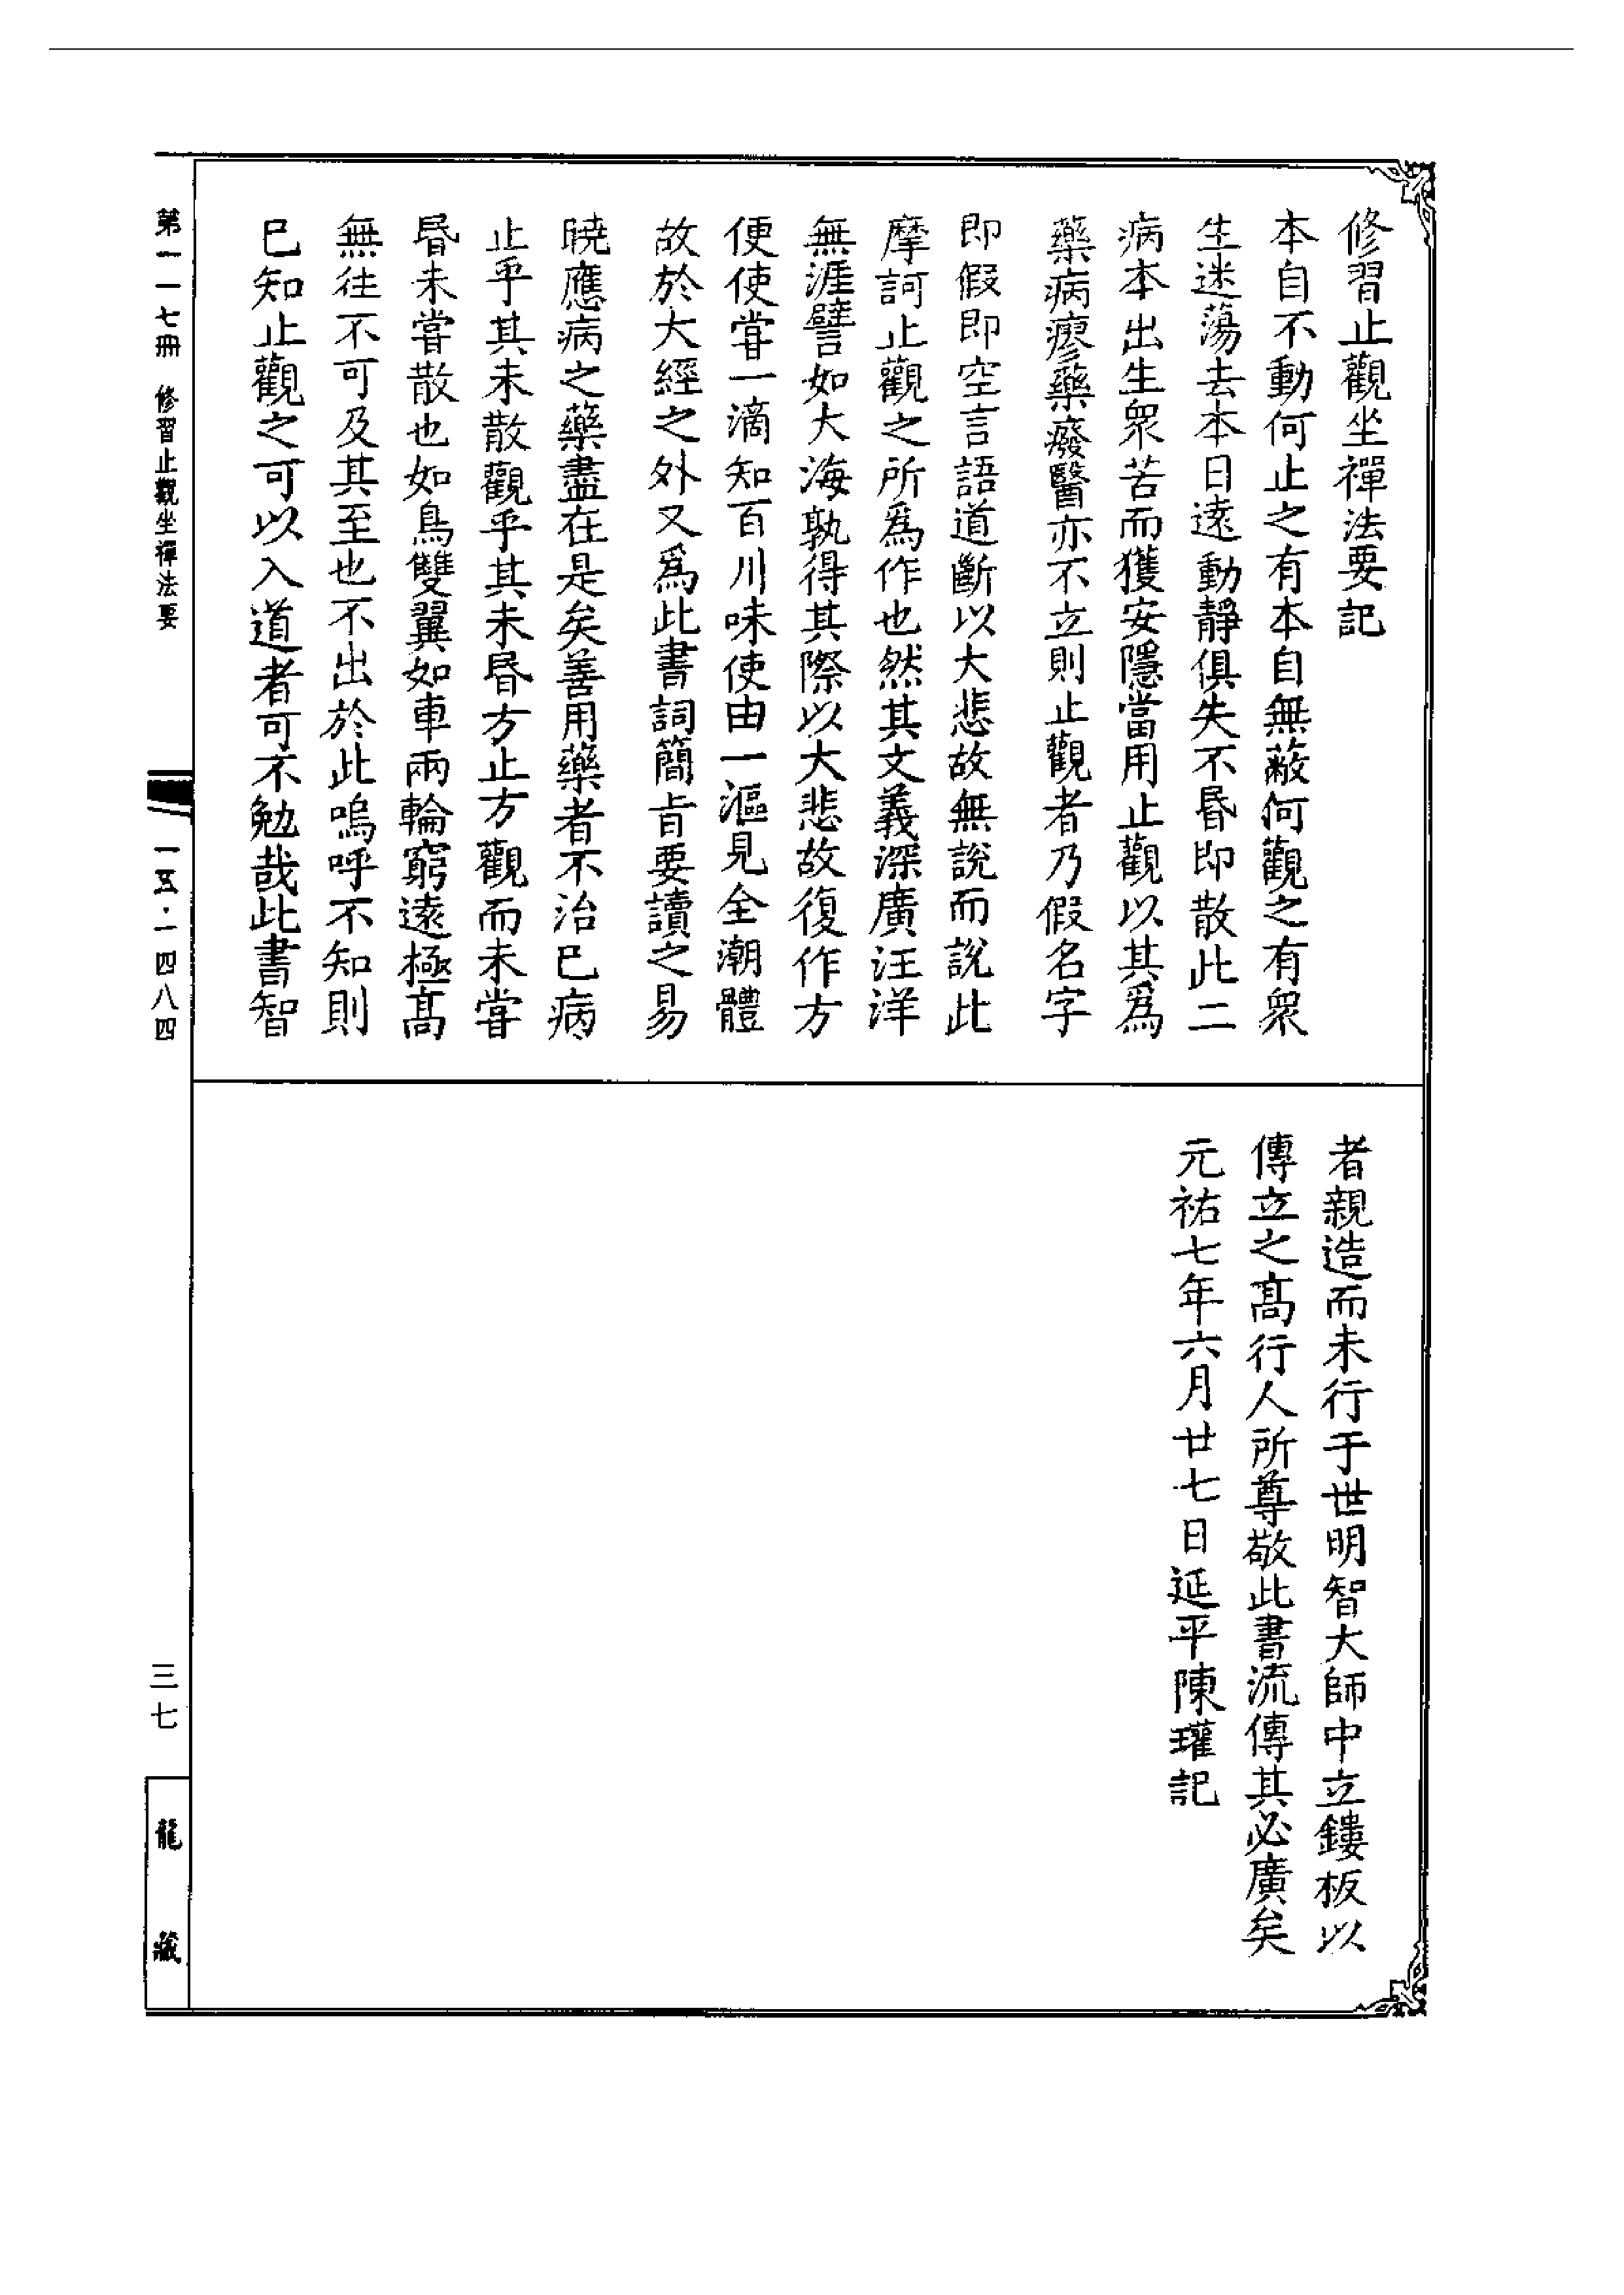 修習止觀坐禪法要記
本自不動何止之有本自無蔽何觀之有眾
生迷蕩去本日遠動靜俱失不昬即散此二
病本出生眾苦而獲安隱當用止觀以其爲
藥病瘳藥癈醫亦不立則止觀者乃假名字
即假即空言語道斷以大悲故無說而說此
摩訶止觀之所爲作也然其文義深廣汪洋
無涯譬如大海孰得其際以大悲故復作方
便使甞一滴知百川味使由一漚見全潮體
故於大經之外又爲此書詞簡肯要讀之易
曉應病之藥盡在是矣善用藥者不治已病
止乎其未散觀乎其未昬方止方觀而未甞
昬未甞散也如鳥雙翼如車兩輪窮遠極髙
無往不可及其至也不出於此嗚呼不知則
已知止觀之可以入道者可不勉哉此書智
者親造而未行于世明智大師中立鏤板以
傳立之髙行人所尊敬此書流傳其必廣矣
元祐七年六月廿七日延平陳瓘記
第一一七冊 修習止觀坐禪法要
一五·一四八四
三七
龍藏